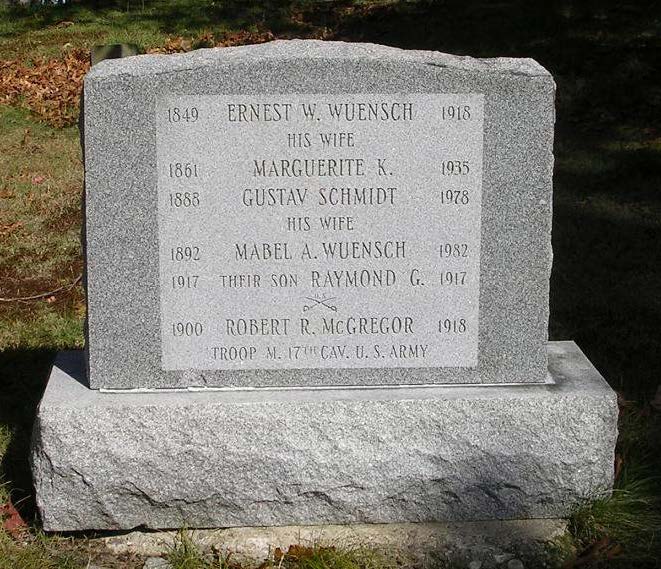 1849 ERNEST W. WUENSCH 1918
HIS WIFE
1861 MARGUERITE K. 1935
1888 GUSTAV SCHMIDT 1978
HIS WIFE
1892 MABEL A. WUENSCH 1982
1917 THEIR SON RAYMOND G. 1917
1900 ROBERT R. McGREGOR 1918
TROOP M. 17TH CAV. U. S. ARMY